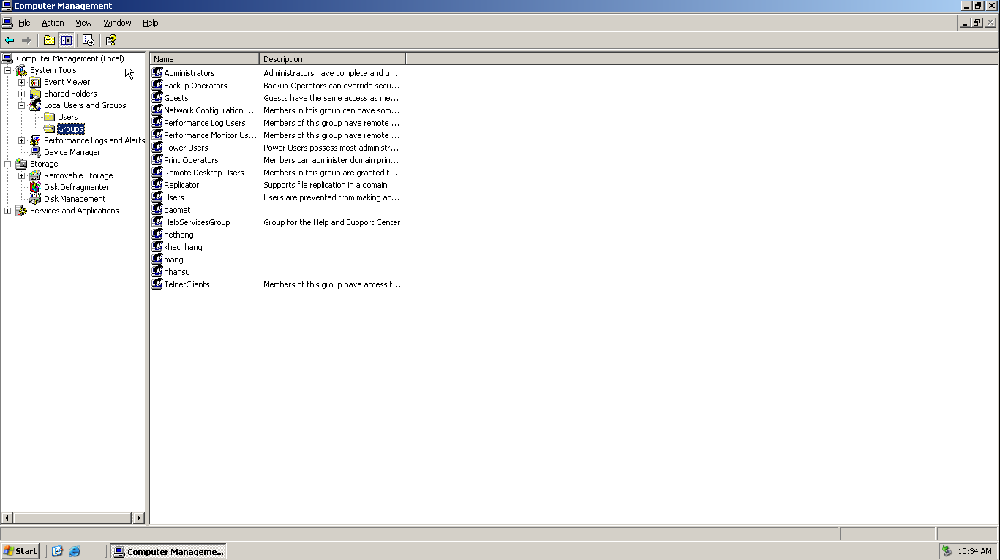 Computer Management
File Action View Window Help
Computer Management (Local)
System Tools
Event Viewer
Shared Folders
Local Users and Groups
Users
Groups
Performance Logs and Alerts
Device Manager
Storage
Removable Storage
Disk Defragmenter
Disk Management
Services and Applications
Name Description
Administrators Administrators have complete and u...
Backup Operators Backup Operators can override secu...
Guests Guests have the same access as me...
Network Configuration ... Members in this group can have som...
Performance Log Users Members of this group have remote ...
Performance Monitor Us... Members of this group have remote ...
Power Users Power Users possess most administr...
Print Operators Members can administer domain prin...
Remote Desktop Users Members in this group are granted t...
Replicator Supports file replication in a domain
Users Users are prevented from making ac...
baomat
HelpServicesGroup Group for the Help and Support Center
hethong
khachhang
mang
nhansu
TelnetClients Members of this group have access t...
Start Computer Manageme... 10:34 AM